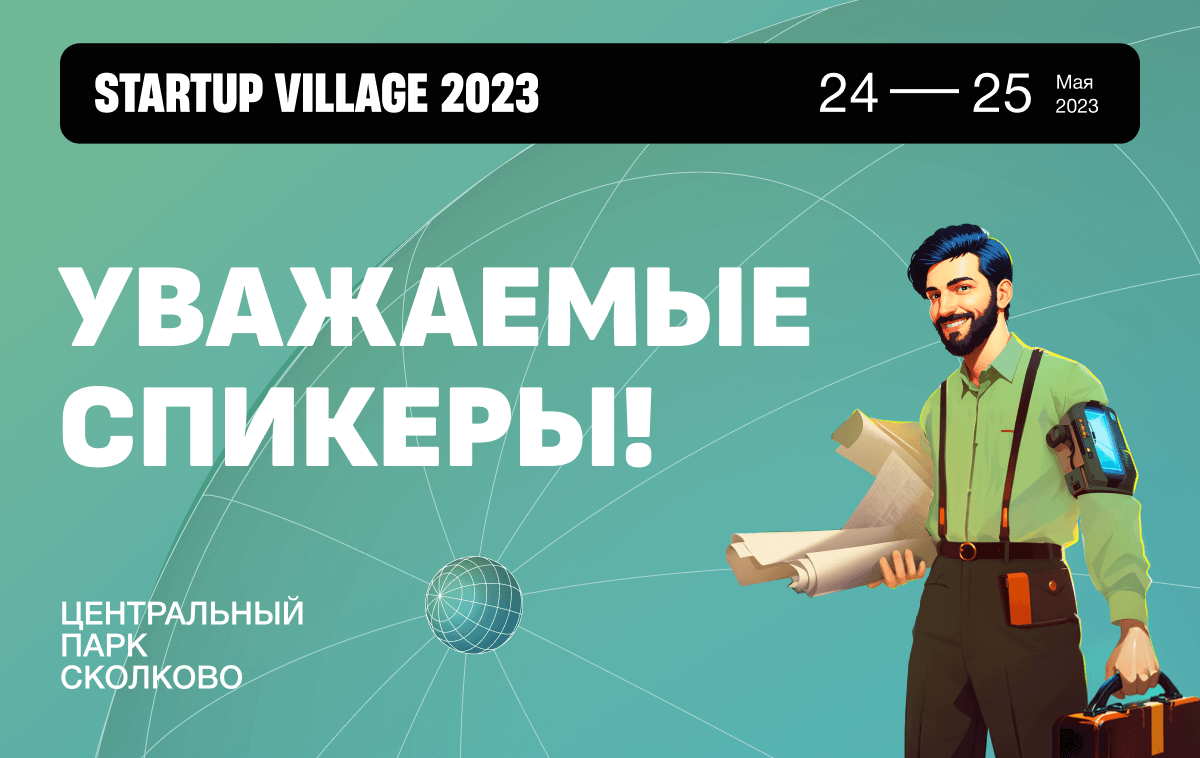 STARTUP VILLAGE 2023
24 — 25
Мая
2023
УВАЖАЕМЫЕ
СПИКЕРЫ!
ЦЕНТРАЛЬНЫЙ
ПАРК
СКОЛКОВО